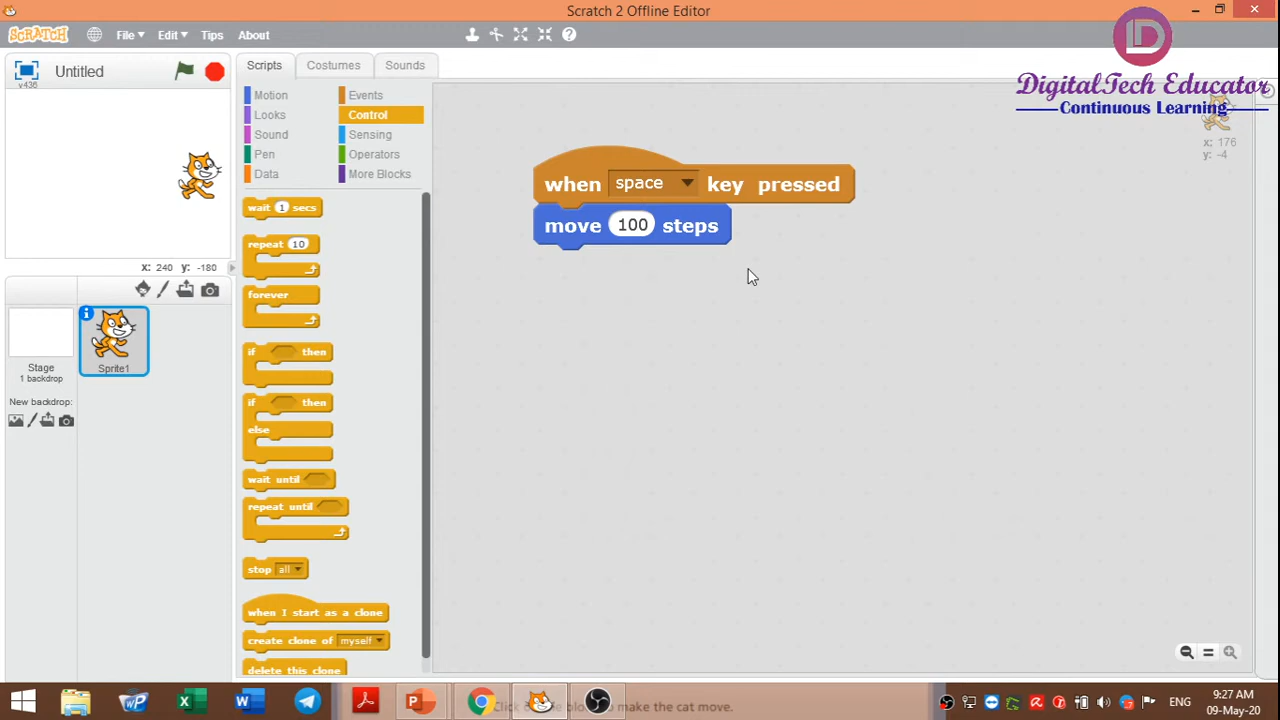 Scratch 2 Offline Editor
SCRATCH File Edit Tips About
DigitalTech Educator
Continuous Learning
v436 Untitled
Scripts Costumes Sounds
Motion Events
Looks Control
Sound Sensing
Pen Operators
Data More Blocks
x: 176
y: -4
when space key pressed
move 100 steps
wait 1 secs
repeat 10
forever
if then
if then
else
wait until
repeat until
stop all
when I start as a clone
create clone of myself
delete this clone
x: 240 y: -180
Stage
1 backdrop
Sprite1
New backdrop:
ENG
9:27 AM
09-May-20